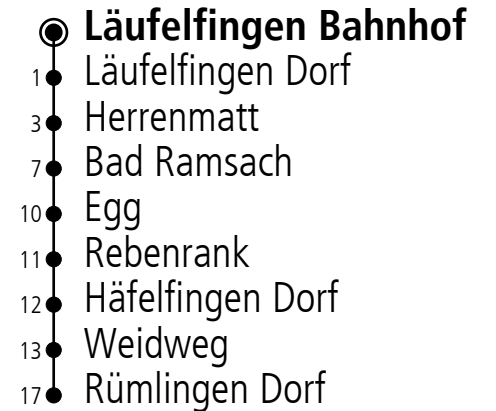 Läufelfingen Bahnhof
1 Läufelfingen Dorf
3 Herrenmatt
7 Bad Ramsach
10 Egg
11 Rebenrank
12 Häfelfingen Dorf
13 Weidweg
17 Rümlingen Dorf